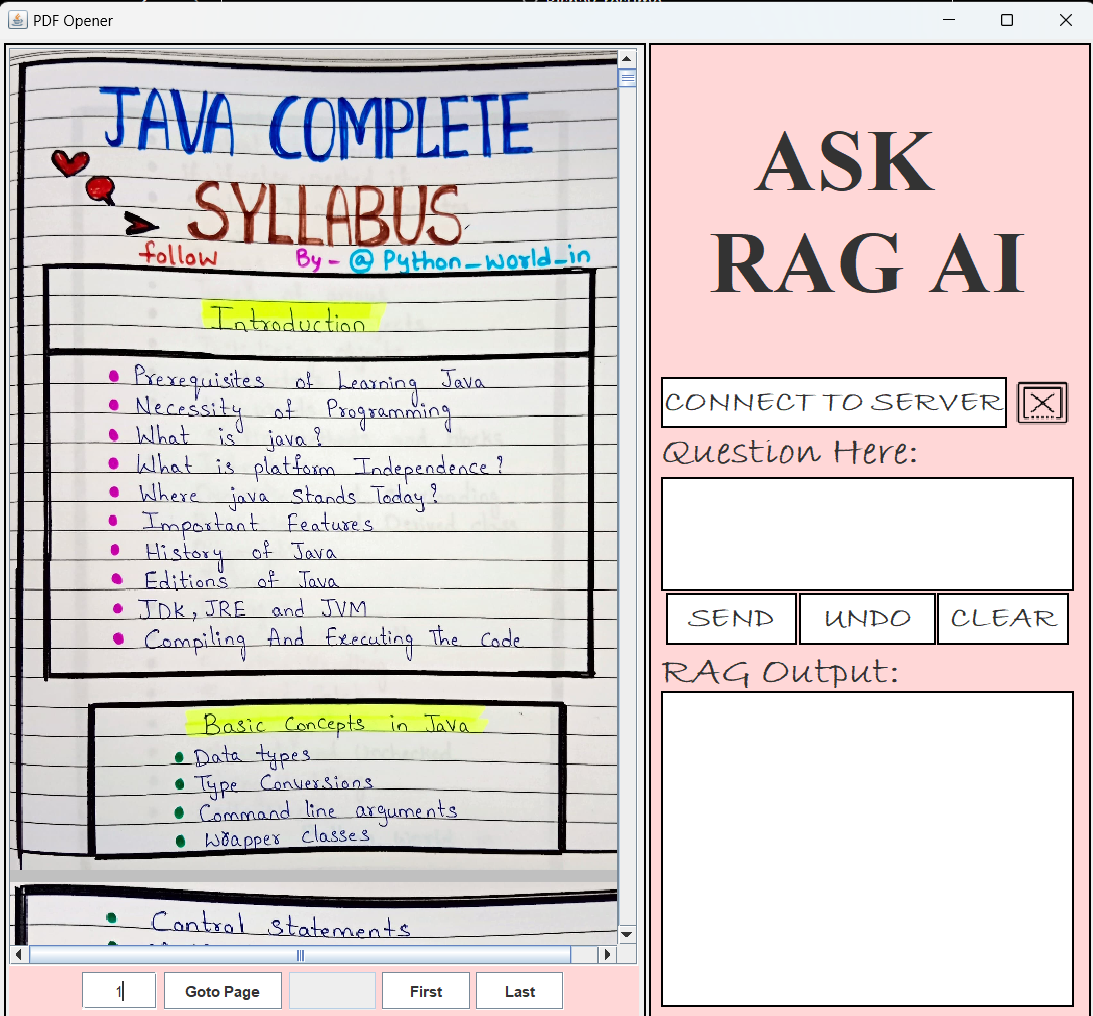 PDF Opener
JAVA COMPLETE
SYLLABUS
follow By - @ Python_world_in
Introduction
Prerequisites of Learning Java
Necessity of Programming
What is java?
What is platform Independence?
Where java Stands Today?
Important Features
History of Java
Editions of Java
JDK, JRE and JVM
Compiling And Executing The Code
Basic Concepts in Java
Data types
Type Conversions
Command line arguments
Wrapper classes
Control Statements
1
Goto Page
First
Last
ASK
RAG AI
CONNECT TO SERVER
Question Here:
SEND UNDO CLEAR
RAG Output: